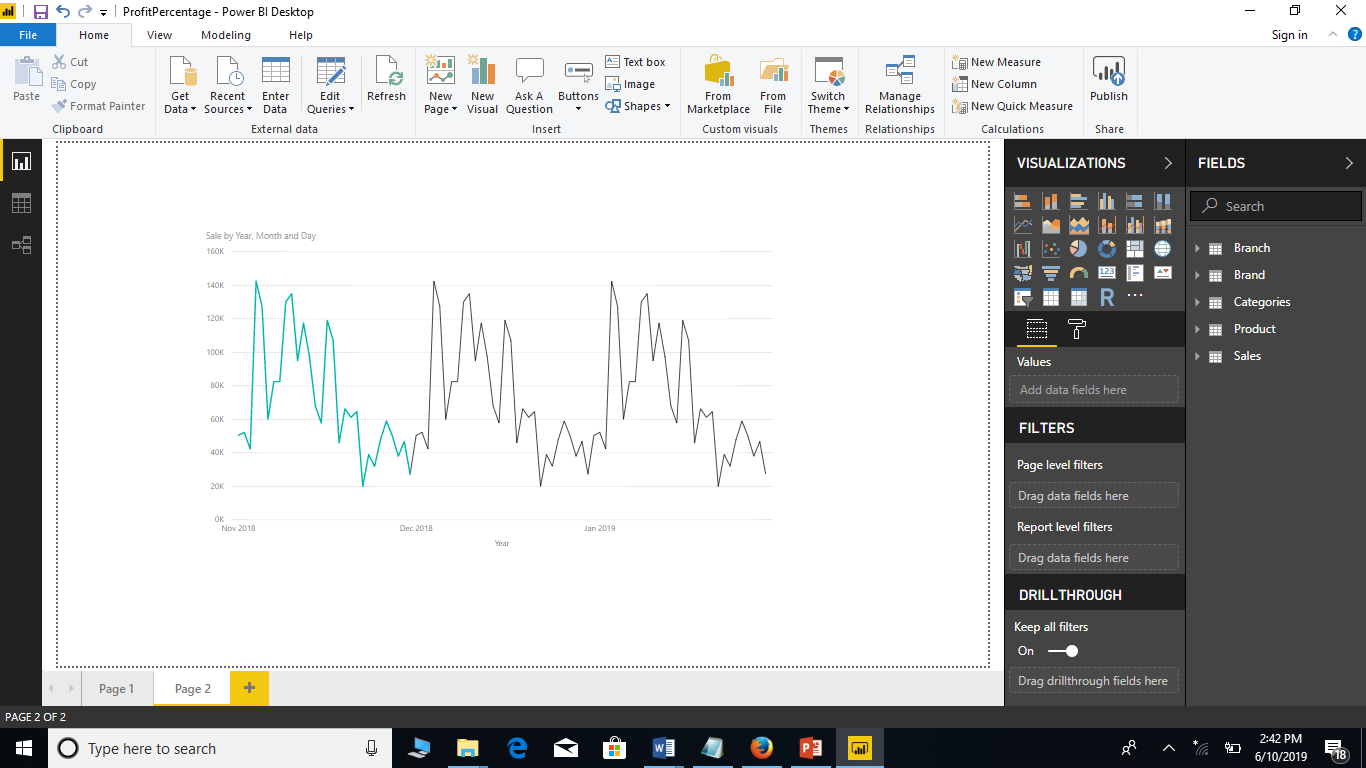 ProfitPercentage - Power BI Desktop
File Home View Modeling Help Sign in ?
Paste Cut Copy Format Painter
Clipboard
Get Data Recent Sources Enter Data Edit Queries Refresh
External data
New Page New Visual Ask A Question Buttons Text box Image Shapes
Insert
From Marketplace From File
Custom visuals
Switch Theme
Themes
Manage Relationships
Relationships
New Measure
New Column
New Quick Measure
Calculations
Publish
Share
Sale by Year, Month and Day
160K
140K
120K
100K
80K
60K
40K
20K
0K
Nov 2018 Dec 2018 Jan 2019
Year
VISUALIZATIONS
123
R
Values
Add data fields here
FILTERS
Page level filters
Drag data fields here
Report level filters
Drag data fields here
DRILLTHROUGH
Keep all filters
On
Drag drillthrough fields here
FIELDS
Search
Branch
Brand
Categories
Product
Sales
Page 1 Page 2 +
PAGE 2 OF 2
Type here to search
2:42 PM
6/10/2019
18